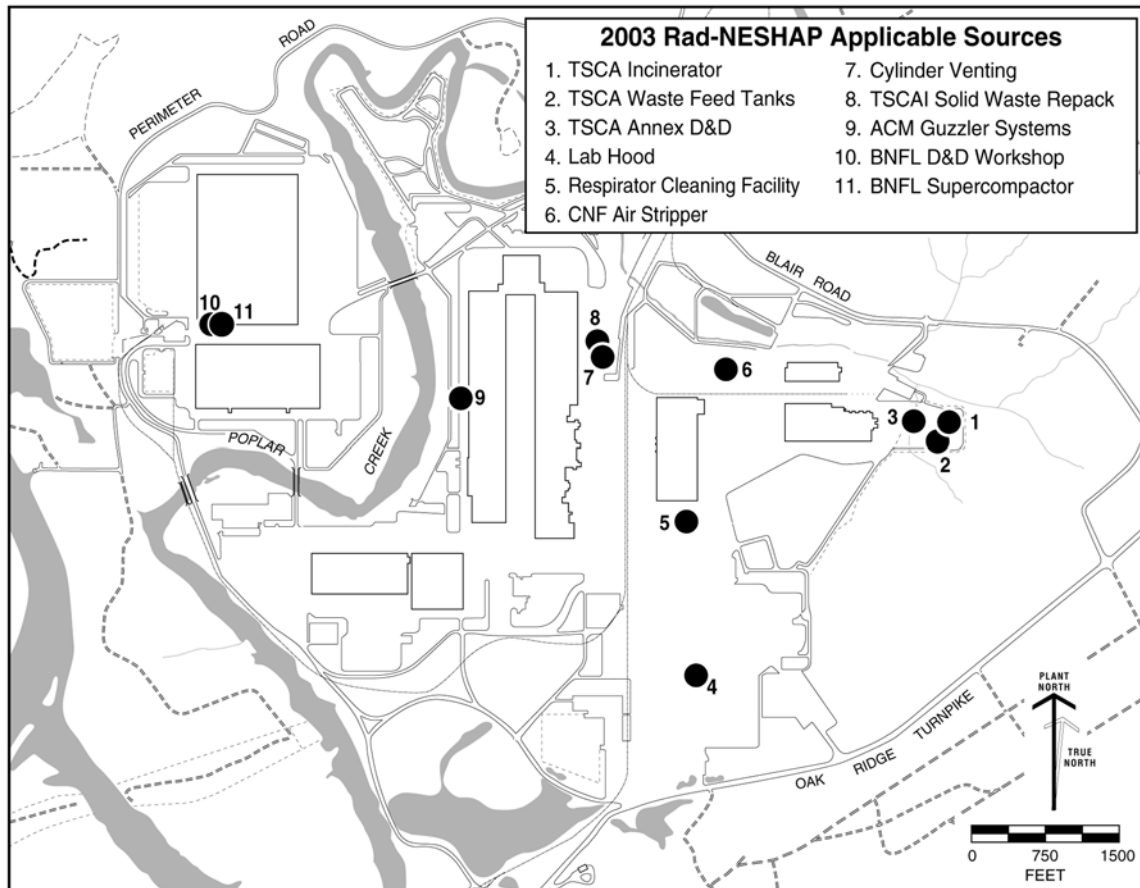 2003 Rad-NESHAP Applicable Sources
1. TSCA Incinerator
2. TSCA Waste Feed Tanks
3. TSCA Annex D&D
4. Lab Hood
5. Respirator Cleaning Facility
6. CNF Air Stripper
7. Cylinder Venting
8. TSCAI Solid Waste Repack
9. ACM Guzzler Systems
10. BNFL D&D Workshop
11. BNFL Supercompactor
PERIMETER ROAD
BLAIR ROAD
10 11
8
7
6
9
3 1
2
POPLAR CREEK
5
4
PLANT
NORTH
TRUE
NORTH
OAK RIDGE TURNPIKE
0 750 1500
FEET